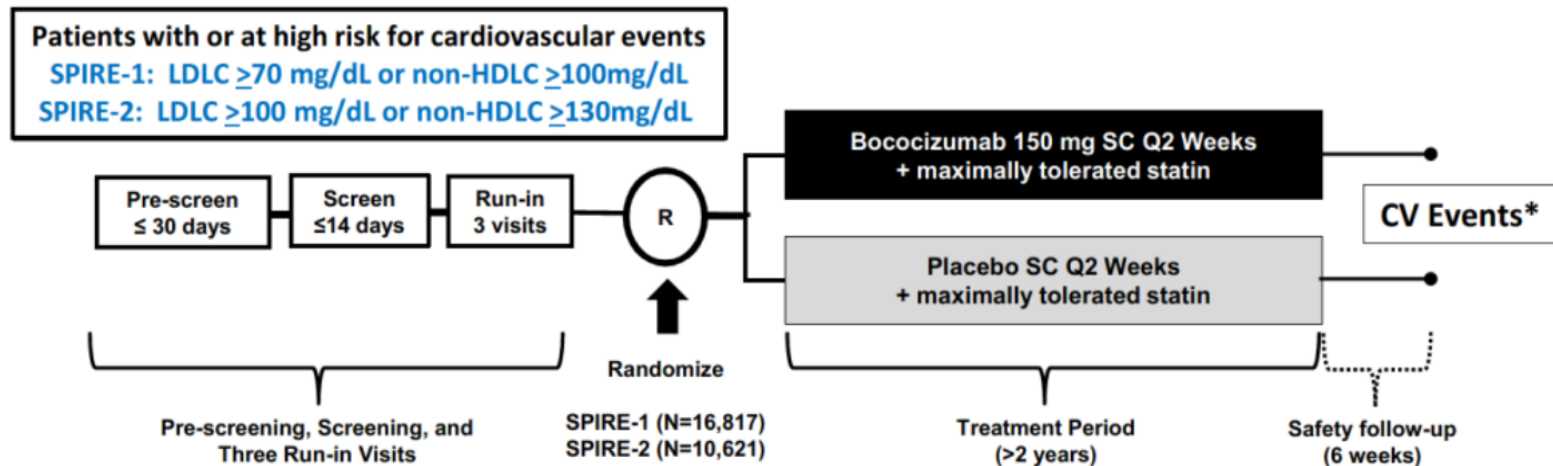 Patients with or at high risk for cardiovascular events
SPIRE-1: LDLC ≥70 mg/dL or non-HDLC ≥100mg/dL
SPIRE-2: LDLC ≥100 mg/dL or non-HDLC ≥130mg/dL
Pre-screen
≤ 30 days
Screen
≤14 days
Run-in
3 visits
R
Bococizumab 150 mg SC Q2 Weeks
+ maximally tolerated statin
Placebo SC Q2 Weeks
+ maximally tolerated statin
CV Events*
Pre-screening, Screening, and
Three Run-in Visits
Randomize
SPIRE-1 (N=16,817)
SPIRE-2 (N=10,621)
Treatment Period
(>2 years)
Safety follow-up
(6 weeks)